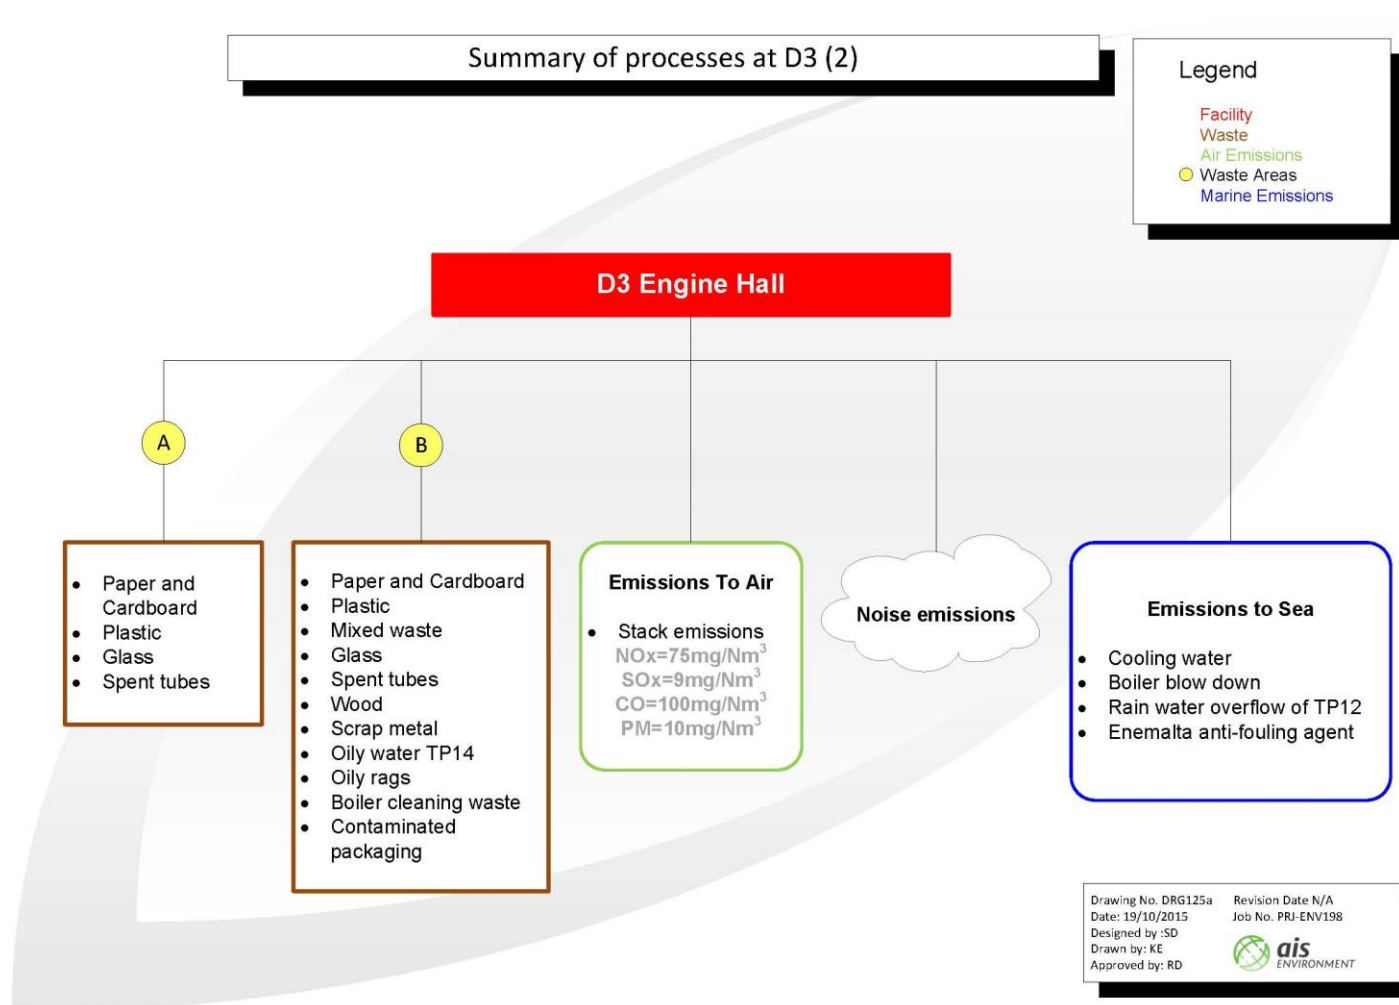 Summary of processes at D3 (2)
Legend
Facility
Waste
Air Emissions
Waste Areas
Marine Emissions
D3 Engine Hall
A
B
• Paper and
Cardboard
• Plastic
• Glass
• Spent tubes
• Paper and Cardboard
• Plastic
• Mixed waste
• Glass
• Spent tubes
• Wood
• Scrap metal
• Oily water TP14
• Oily rags
• Boiler cleaning waste
• Contaminated
packaging
Emissions To Air
• Stack emissions
NOx=75mg/Nm³
SOx=9mg/Nm³
CO=100mg/Nm³
PM=10mg/Nm³
Noise emissions
Emissions to Sea
• Cooling water
• Boiler blow down
• Rain water overflow of TP12
• Enemalta anti-fouling agent
Drawing No. DRG125a
Date: 19/10/2015
Designed by :SD
Drawn by: KE
Approved by: RD
Revision Date N/A
Job No. PRJ-ENV198
ais
ENVIRONMENT